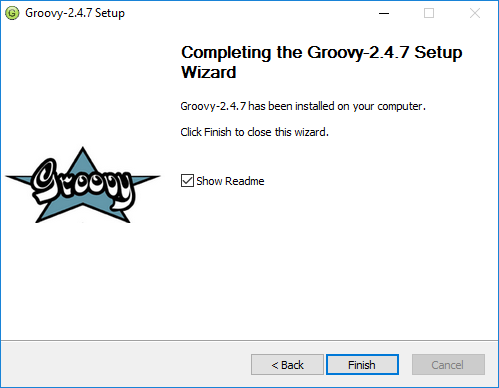 Groovy-2.4.7 Setup
Completing the Groovy-2.4.7 Setup
Wizard
Groovy-2.4.7 has been installed on your computer.
Click Finish to close this wizard.
Groovy
Show Readme
< Back
Finish
Cancel